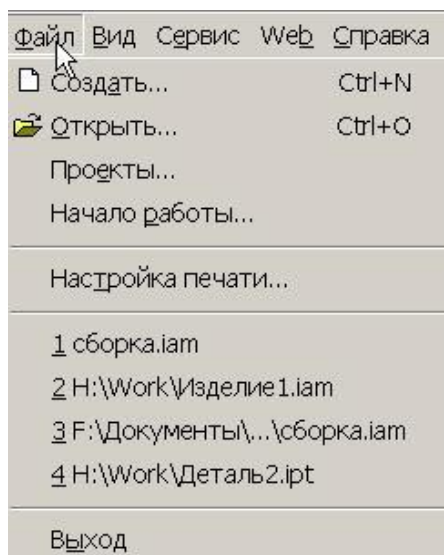 Файл Вид Сервис Web Справка
Создать... Ctrl+N
Открыть... Ctrl+O
Проекты...
Начало работы...
Настройка печати...
1 сборка.iam
2 H:\Work\Изделие1.iam
3 F:\Документы\...\сборка.iam
4 H:\Work\Деталь2.ipt
Выход